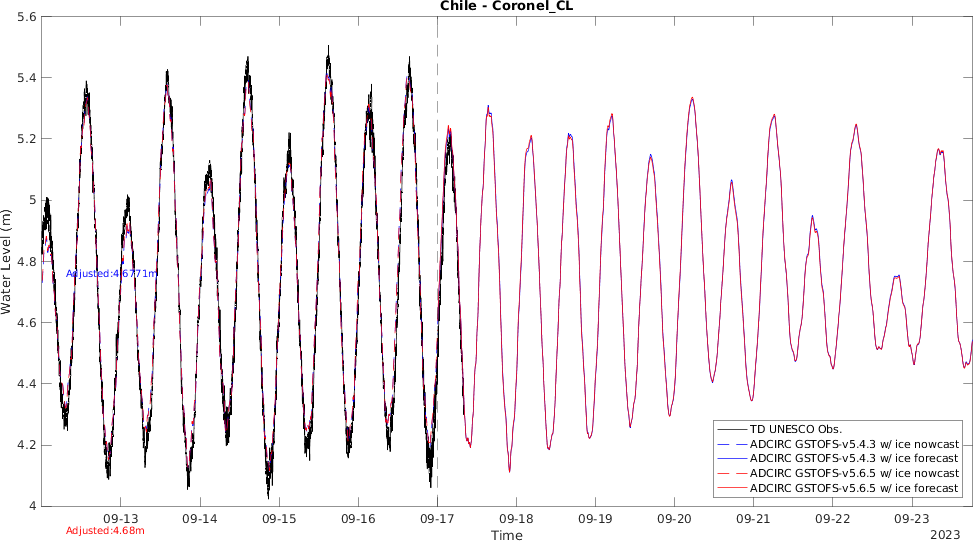 Chile - Coronel_CL
5.6
5.4
5.2
5
4.8
4.6
4.4
4.2
4
Water Level (m)
Adjusted:4.6771m
Adjusted:4.68m
TD UNESCO Obs.
ADCIRC GSTOFS-v5.4.3 w/ ice nowcast
ADCIRC GSTOFS-v5.4.3 w/ ice forecast
ADCIRC GSTOFS-v5.6.5 w/ ice nowcast
ADCIRC GSTOFS-v5.6.5 w/ ice forecast
09-13 09-14 09-15 09-16 09-17 09-18 09-19 09-20 09-21 09-22 09-23
Time
2023